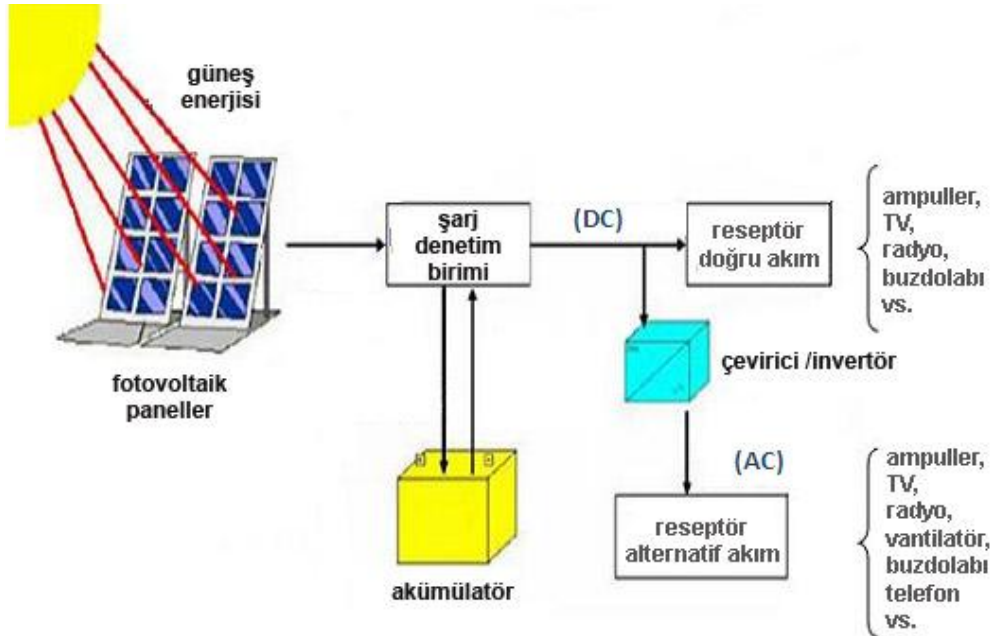 güneş
enerjisi
fotovoltaik
paneller
şarj
denetim
birimi
(DC)
reseptör
doğru akım
ampuller,
TV,
radyo,
buzdolabı
vs.
çevirici /invertör
akümülatör
(AC)
reseptör
alternatif akım
ampuller,
TV,
radyo,
vantilatör,
buzdolabı
telefon
vs.